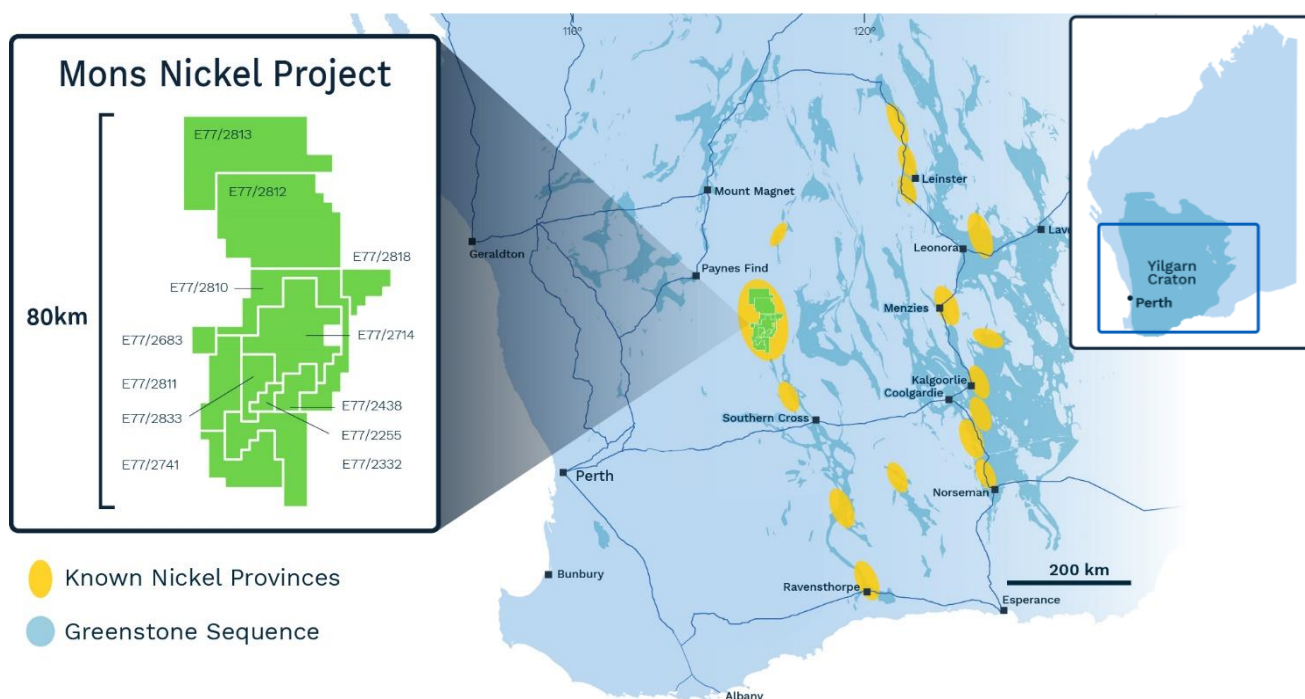 Mons Nickel Project
80km
E77/2813
E77/2812
E77/2818
E77/2810
E77/2714
E77/2683
E77/2811
E77/2833
E77/2438
E77/2255
E77/2741
E77/2332
Known Nickel Provinces
Greenstone Sequence
116°
120°
Leinster
Mount Magnet
Geraldton
Leonora
Lav
Paynes Find
Menzies
Kalgoorlie
Coolgardie
Southern Cross
Perth
Norseman
Bunbury
Ravensthorpe
200 km
Esperance
Albany
Yilgarn
Craton
Perth